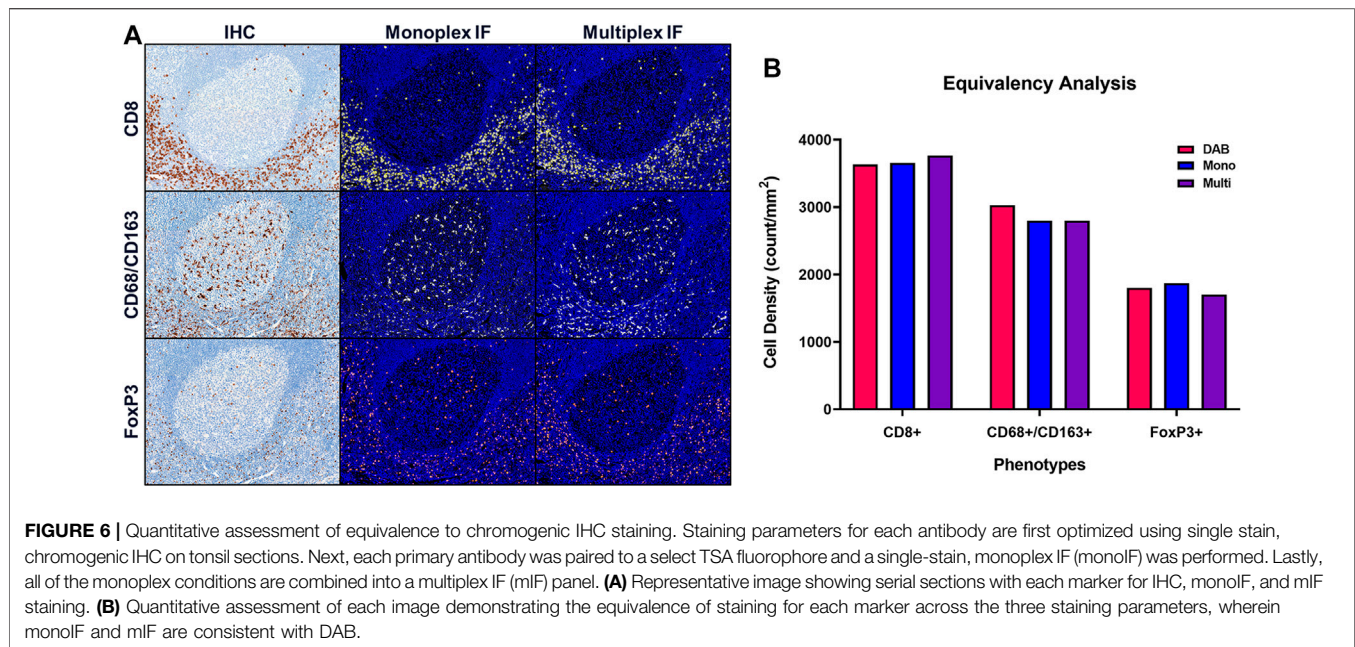 A
IHC
Monoplex IF
Multiplex IF
CD8
CD68/CD163
FoxP3
B
Equivalency Analysis
Cell Density (count/mm²)
4000
3000
2000
1000
0
DAB
Mono
Multi
CD8+
CD68+/CD163+
FoxP3+
Phenotypes
FIGURE 6 | Quantitative assessment of equivalence to chromogenic IHC staining. Staining parameters for each antibody are first optimized using single stain,
chromogenic IHC on tonsil sections. Next, each primary antibody was paired to a select TSA fluorophore and a single-stain, monoplex IF (monoIF) was performed. Lastly,
all of the monoplex conditions are combined into a multiplex IF (mIF) panel. (A) Representative image showing serial sections with each marker for IHC, monoIF, and mIF
staining. (B) Quantitative assessment of each image demonstrating the equivalence of staining for each marker across the three staining parameters, wherein
monoIF and mIF are consistent with DAB.